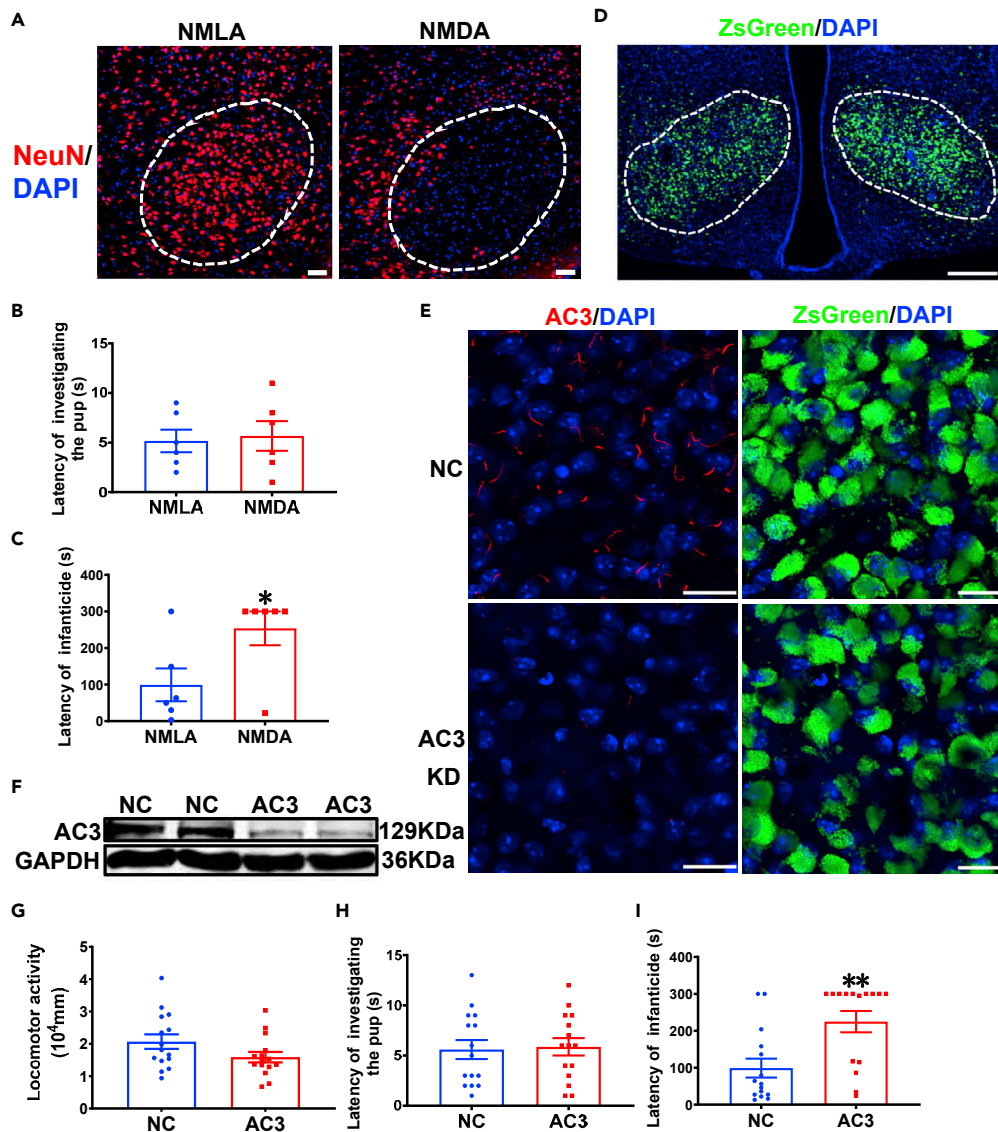 A
NMLA
NMDA
NeuN/
DAPI
D
ZsGreen/DAPI
B
Latency of investigating
the pup (s)
15
10
5
0
NMLA
NMDA
C
Latency of infanticide (s)
400
300
200
100
0
*
NMLA
NMDA
E
AC3/DAPI
ZsGreen/DAPI
NC
AC3
KD
F
NC NC AC3 AC3
AC3 129KDa
GAPDH 36KDa
G
Locomotor activity
(10⁴mm)
5
4
3
2
1
0
NC
AC3
H
Latency of investigating
the pup (s)
15
10
5
0
NC
AC3
I
Latency of infanticide (s)
400
300
200
100
0
**
NC
AC3